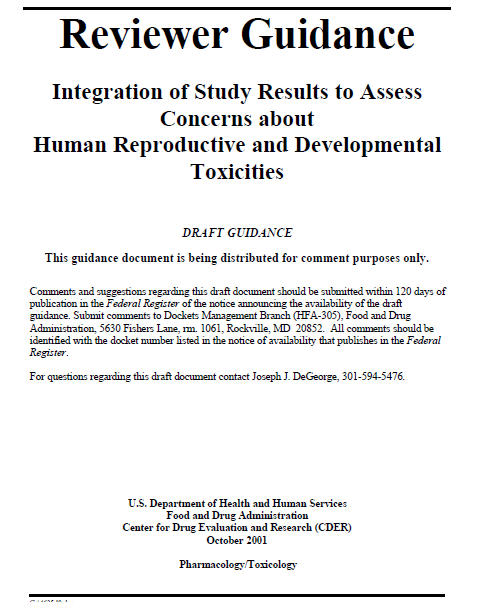 Reviewer Guidance
Integration of Study Results to Assess
Concerns about
Human Reproductive and Developmental
Toxicities
DRAFT GUIDANCE
This guidance document is being distributed for comment purposes only.
Comments and suggestions regarding this draft document should be submitted within 120 days of
publication in the Federal Register of the notice announcing the availability of the draft
guidance. Submit comments to Dockets Management Branch (HFA-305), Food and Drug
Administration, 5630 Fishers Lane, rm. 1061, Rockville, MD  20852.  All comments should be
identified with the docket number listed in the notice of availability that publishes in the Federal
Register.
For questions regarding this draft document contact Joseph J. DeGeorge, 301-594-5476.
U.S. Department of Health and Human Services
Food and Drug Administration
Center for Drug Evaluation and Research (CDER)
October 2001
Pharmacology/Toxicology